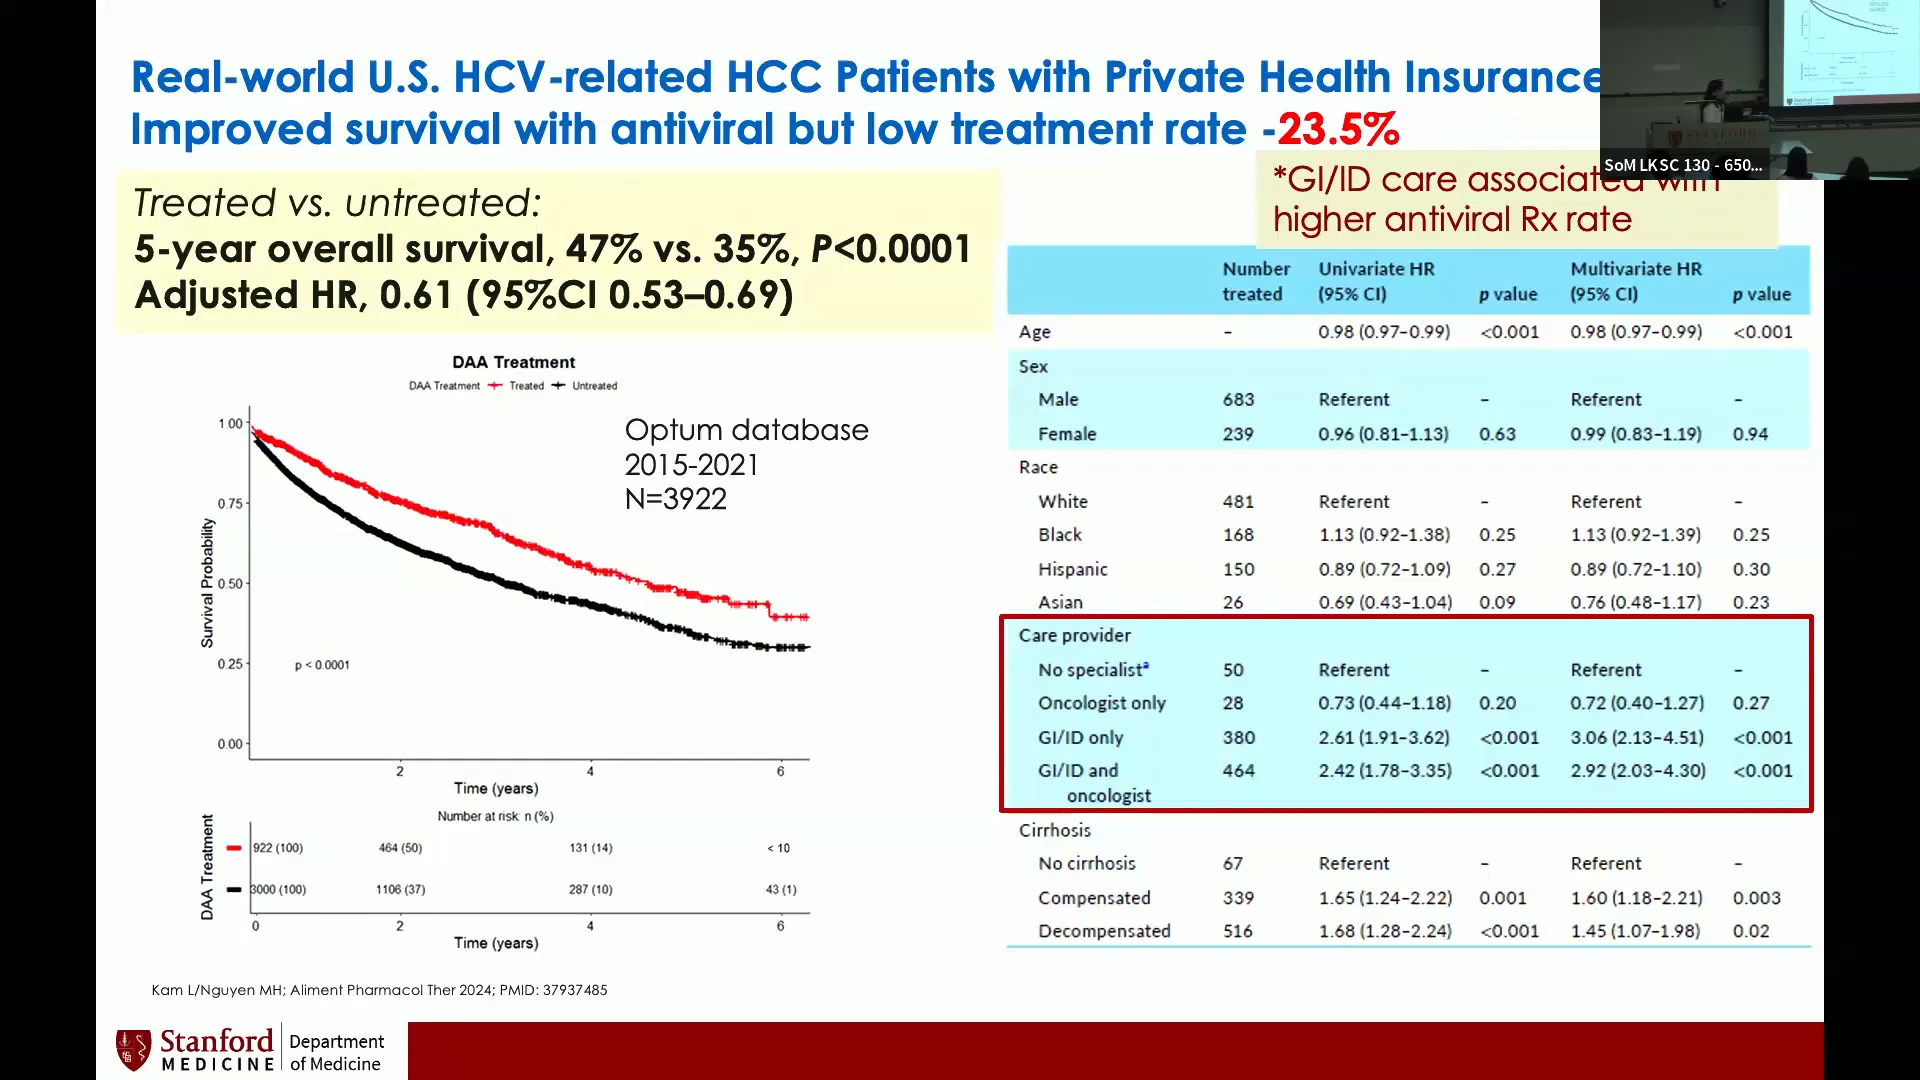 Real-world U.S. HCV-related HCC Patients with Private Health Insurance
Improved survival with antiviral but low treatment rate -23.5%
SoM LKSC 130 - 650...
Treated vs. untreated:
5-year overall survival, 47% vs. 35%, P<0.0001
Adjusted HR, 0.61 (95%CI 0.53–0.69)
*GI/ID care associated with
higher antiviral Rx rate
DAA Treatment
DAA Treatment Treated Untreated
Optum database
2015-2021
N=3922
Survival Probability
1.00
0.75
0.50
0.25
0.00
p < 0.0001
2 4 6
Time (years)
Number at risk: n (%)
DAA Treatment
922 (100) 464 (50) 131 (14) < 10
3000 (100) 1106 (37) 287 (10) 43 (1)
0 2 4 6
Time (years)
Number treated Univariate HR (95% CI) p value Multivariate HR (95% CI) p value
Age – 0.98 (0.97–0.99) <0.001 0.98 (0.97–0.99) <0.001
Sex
Male 683 Referent – Referent –
Female 239 0.96 (0.81–1.13) 0.63 0.99 (0.83–1.19) 0.94
Race
White 481 Referent – Referent –
Black 168 1.13 (0.92–1.38) 0.25 1.13 (0.92–1.39) 0.25
Hispanic 150 0.89 (0.72–1.09) 0.27 0.89 (0.72–1.10) 0.30
Asian 26 0.69 (0.43–1.04) 0.09 0.76 (0.48–1.17) 0.23
Care provider
No specialistª 50 Referent – Referent –
Oncologist only 28 0.73 (0.44–1.18) 0.20 0.72 (0.40–1.27) 0.27
GI/ID only 380 2.61 (1.91–3.62) <0.001 3.06 (2.13–4.51) <0.001
GI/ID and 464 2.42 (1.78–3.35) <0.001 2.92 (2.03–4.30) <0.001
oncologist
Cirrhosis
No cirrhosis 67 Referent – Referent –
Compensated 339 1.65 (1.24–2.22) 0.001 1.60 (1.18–2.21) 0.003
Decompensated 516 1.68 (1.28–2.24) <0.001 1.45 (1.07–1.98) 0.02
Kam L/Nguyen MH; Aliment Pharmacol Ther 2024; PMID: 37937485
Stanford
MEDICINE
Department
of Medicine